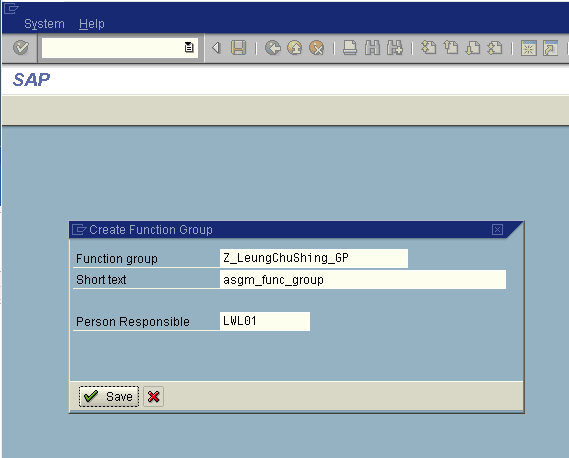 System Help
SAP
Create Function Group
Function group Z_LeungChuShing_GP
Short text asgm_func_group
Person Responsible LWL01
Save